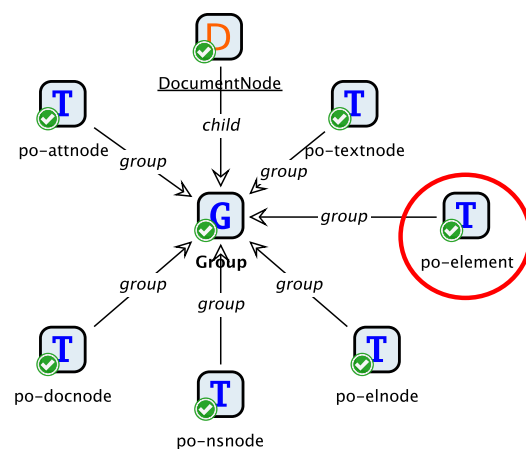 D
DocumentNode
T
po-attnode
T
po-textnode
child
group
group
G
Group
group
T
po-element
group
group
group
T
po-docnode
T
po-nsnode
T
po-elnode